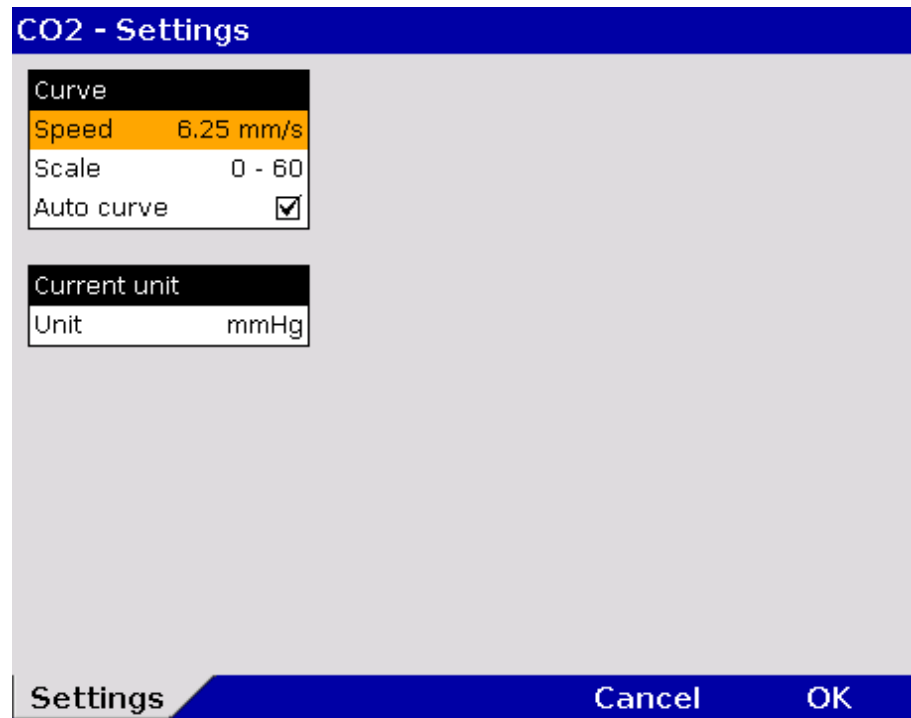 CO2 - Settings
Curve
Speed 6.25 mm/s
Scale 0 - 60
Auto curve
Current unit
Unit mmHg
Settings Cancel OK